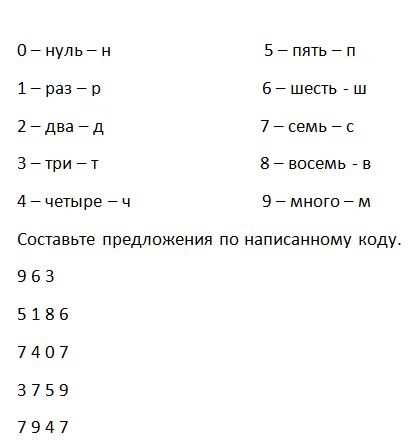 0 – нуль – н 5 – пять – п
1 – раз – р 6 – шесть - ш
2 – два – д 7 – семь – с
3 – три – т 8 – восемь - в
4 – четыре – ч 9 – много – м
Составьте предложения по написанному коду.
9 6 3
5 1 8 6
7 4 0 7
3 7 5 9
7 9 4 7